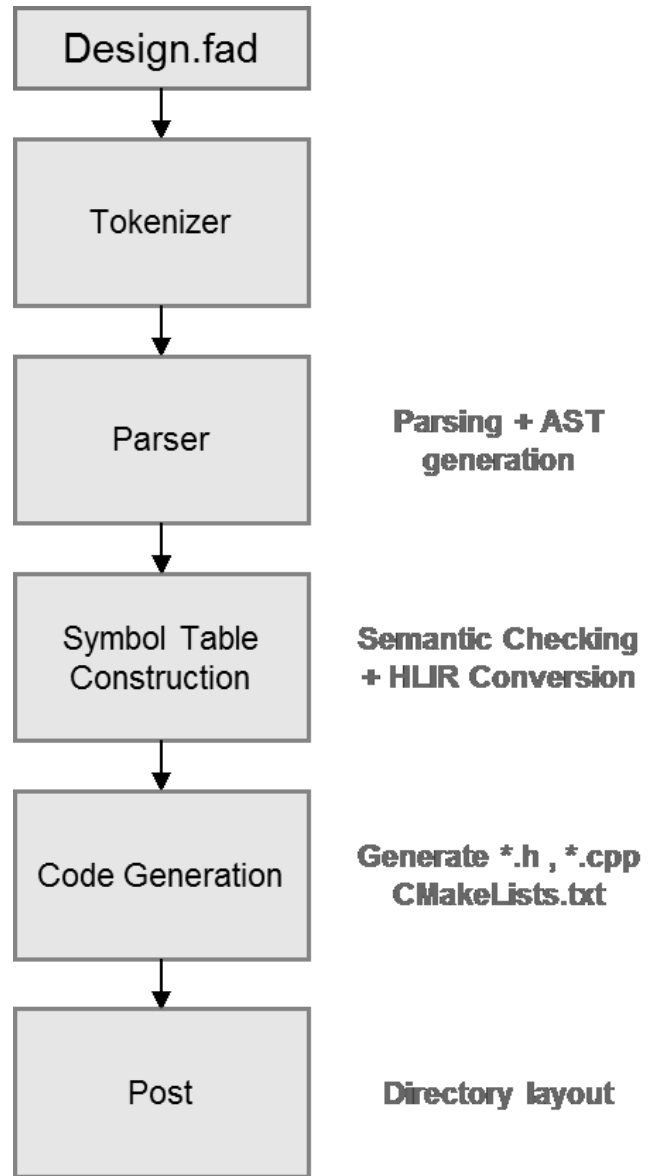 Design.fad
Tokenizer
Parser
Parsing + AST
generation
Symbol Table
Construction
Semantic Checking
+ HLIR Conversion
Code Generation
Generate *.h , *.cpp
CMakeLists.txt
Post
Directory layout